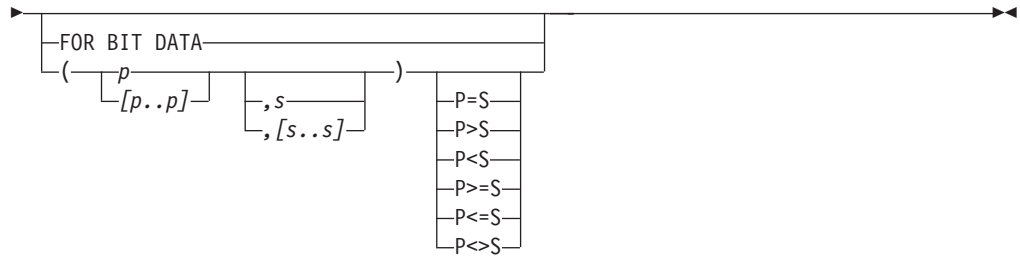 FOR BIT DATA
( p )
[p..p] ,s P=S
,[s..s] P>S
P<S
P>=S
P<=S
P<>S